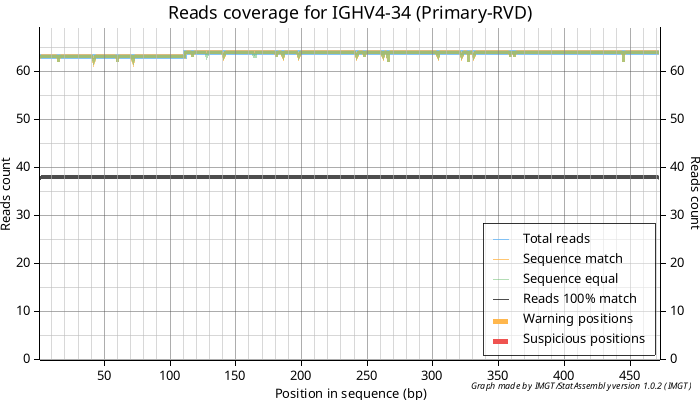 Reads coverage for IGHV4-34 (Primary-RVD)
60 60
50 50
40 40
30 30
20 20
10 10
0 0
Reads count
Reads count
Total reads
Sequence match
Sequence equal
Reads 100% match
Warning positions
Suspicious positions
50 100 150 200 250 300 350 400 450
Position in sequence (bp)
Graph made by IMGT/StatAssembly version 1.0.2 (IMGT)